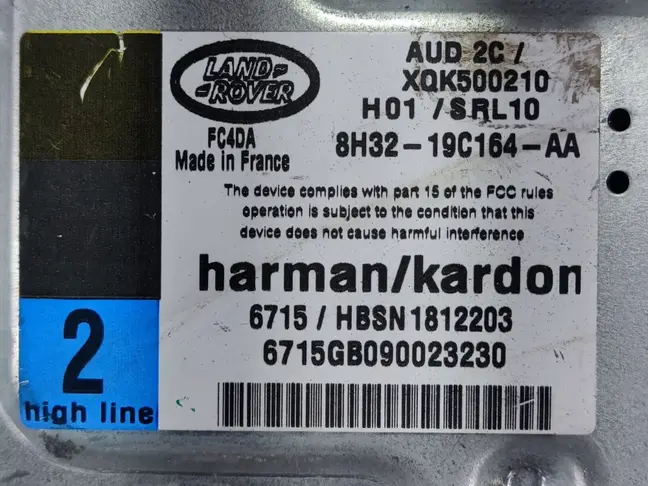 LAND-
-ROVER
AUD 2C /
XQK500210
H01 /SRL10
FC4DA
Made in France
8H32-19C164-AA
The device complies with part 15 of the FCC rules
operation is subject to the condition that this
device does not cause harmful interference
harman/kardon
6715 / HBSN1812203
6715GB090023230
2
high line